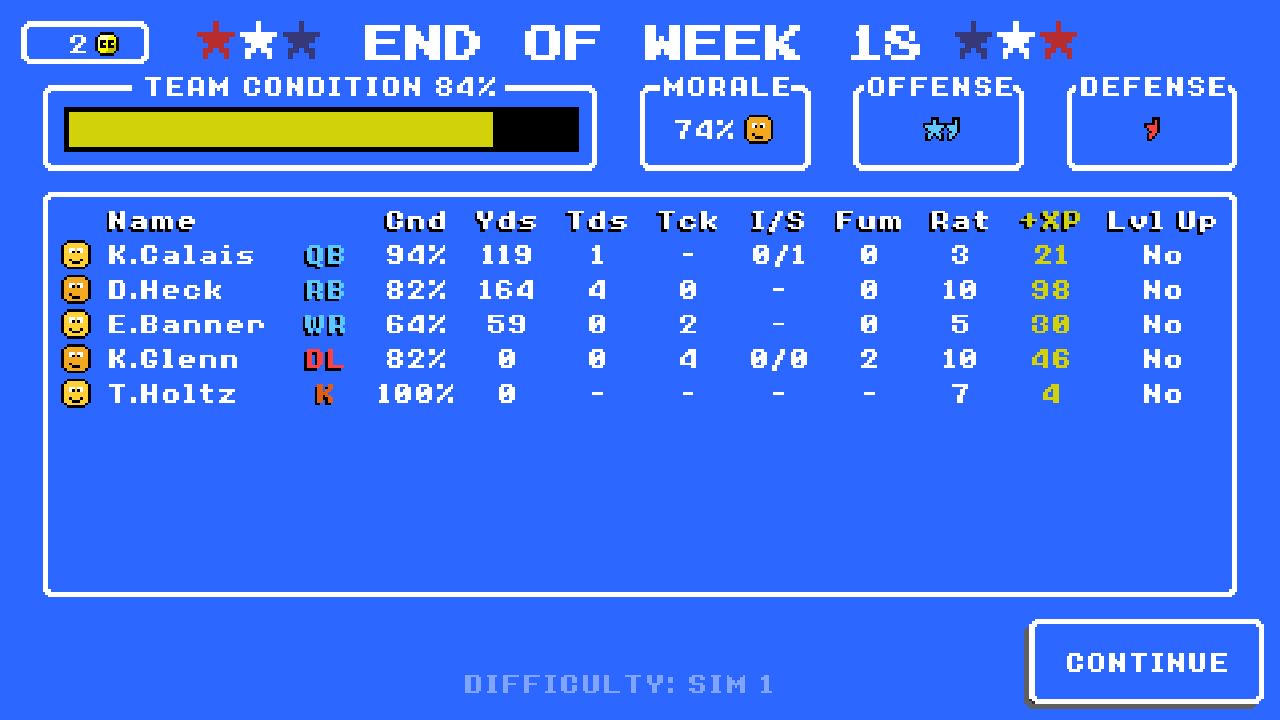 2 END OF WEEK 18
TEAM CONDITION 84% MORALE OFFENSE DEFENSE
74%
Name Cnd Yds Tds Tck I/S Fum Rat +XP Lvl Up
K.Calais QB 94% 119 1 - 0/1 0 3 21 No
D.Heck RB 82% 164 4 0 - 0 10 98 No
E.Banner WR 64% 59 0 2 - 0 5 30 No
K.Glenn DL 82% 0 0 4 0/0 2 10 46 No
T.Holtz K 100% 0 - - - - 7 4 No
CONTINUE
DIFFICULTY: SIM 1